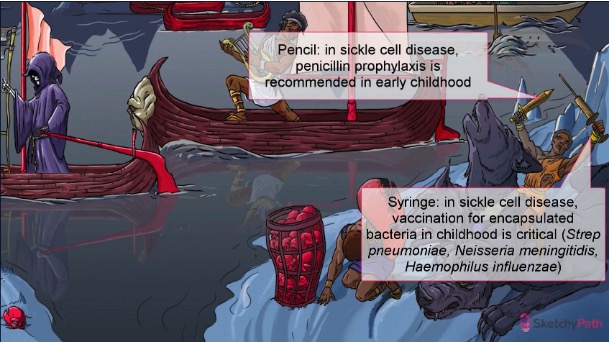 Pencil: in sickle cell disease,
penicillin prophylaxis is
recommended in early childhood
Syringe: in sickle cell disease,
vaccination for encapsulated
bacteria in childhood is critical (Strep
pneumoniae, Neisseria meningitidis,
Haemophilus influenzae)
SketchyPath